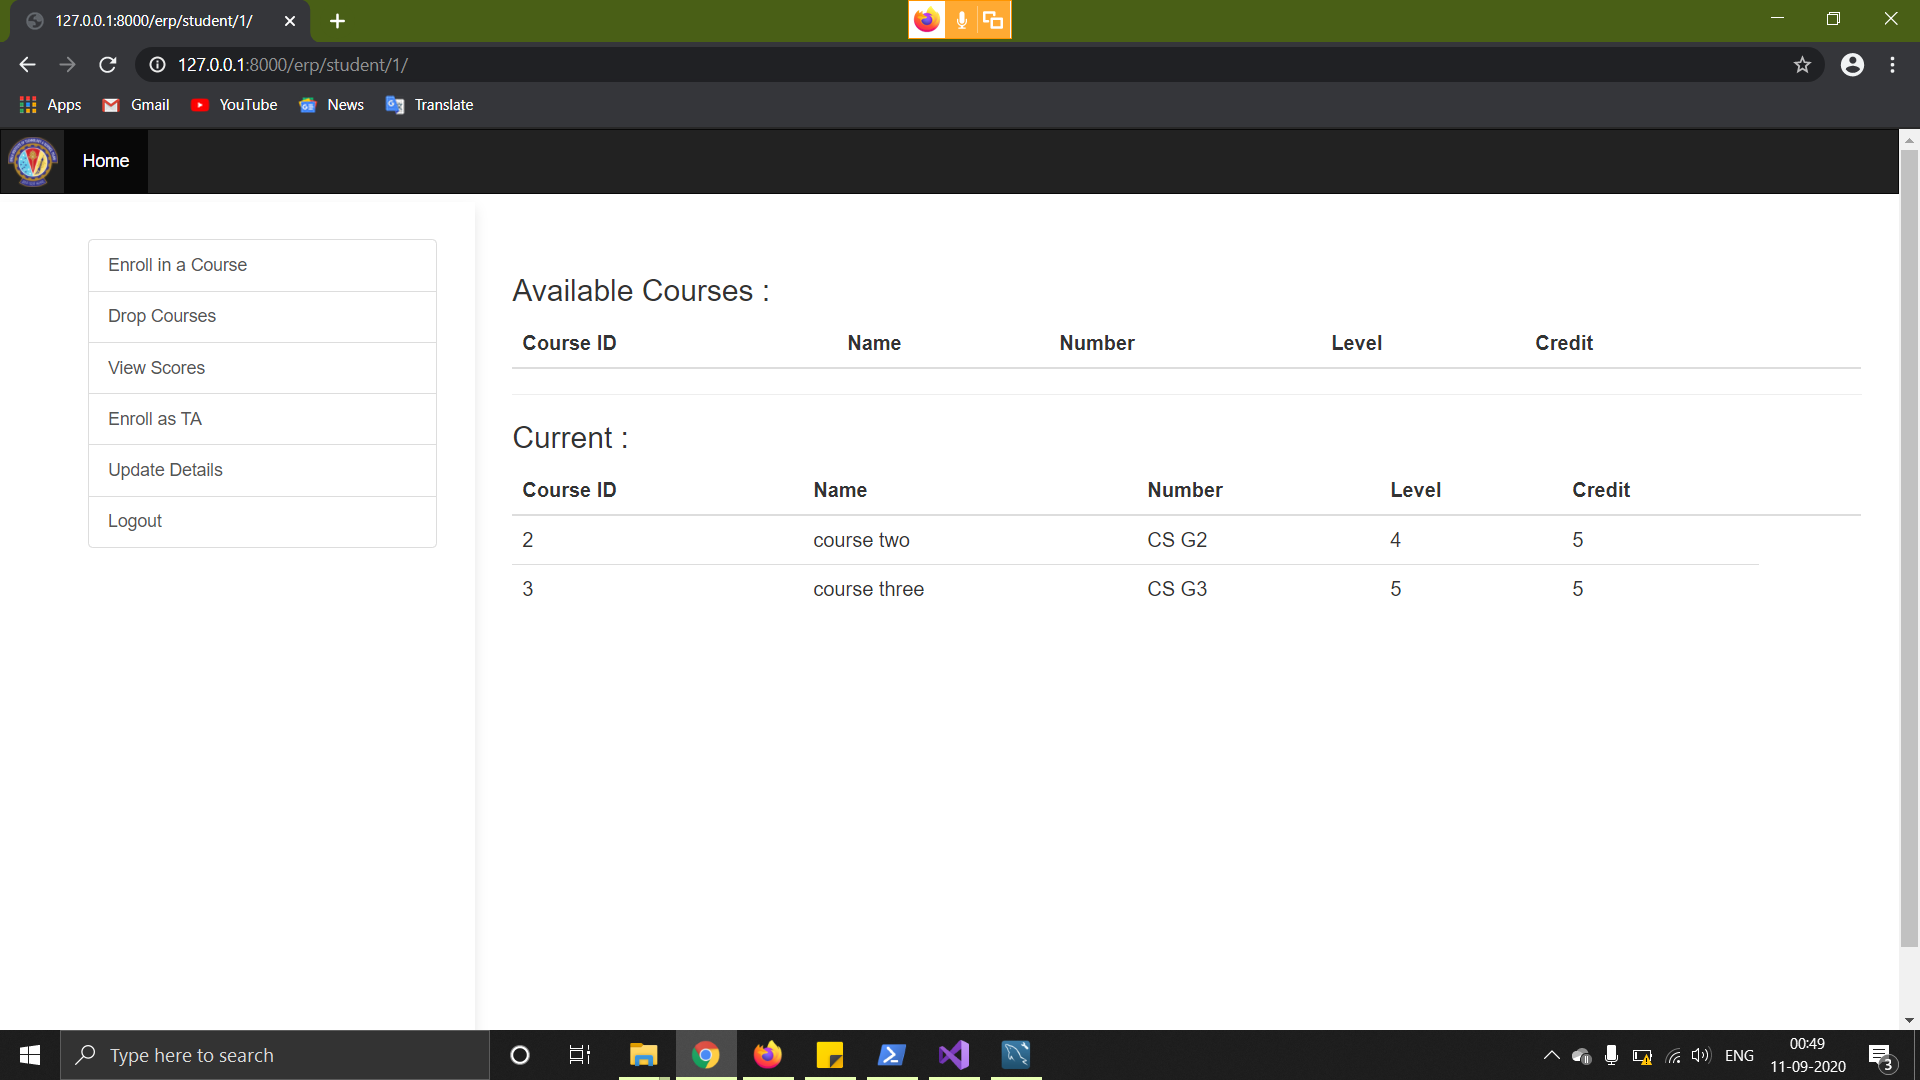 127.0.0.1:8000/erp/student/1/
127.0.0.1:8000/erp/student/1/
Apps Gmail YouTube News Translate
Home
Enroll in a Course
Drop Courses
View Scores
Enroll as TA
Update Details
Logout
Available Courses :
Course ID Name Number Level Credit
Current :
Course ID Name Number Level Credit
2 course two CS G2 4 5
3 course three CS G3 5 5
Type here to search
ENG
00:49
11-09-2020
3